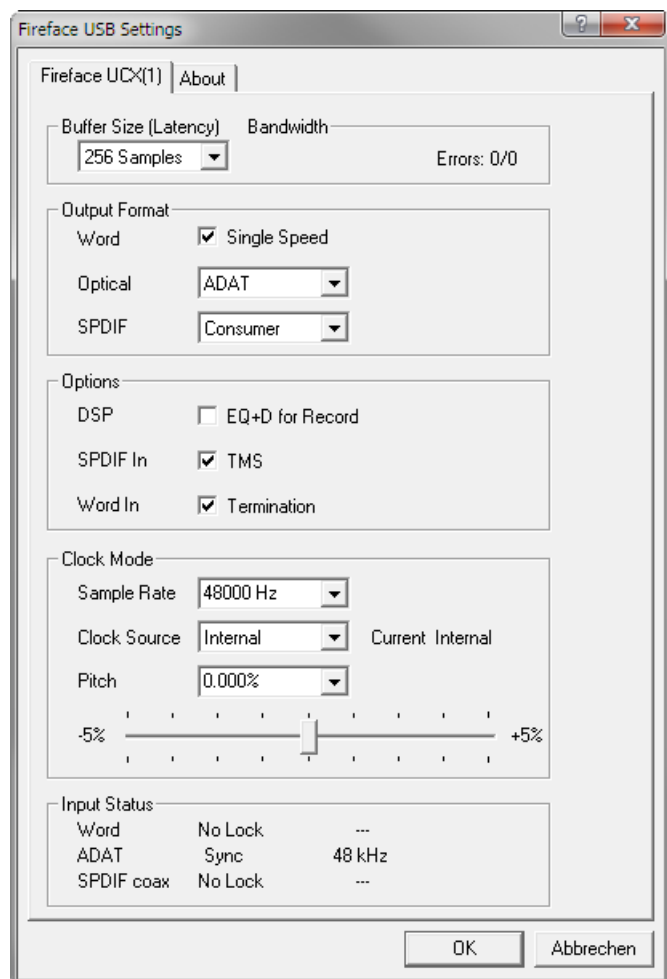 Fireface USB Settings
Fireface UCX(1) About
Buffer Size (Latency) Bandwidth
256 Samples Errors: 0/0
Output Format
Word Single Speed
Optical ADAT
SPDIF Consumer
Options
DSP EQ+D for Record
SPDIF In TMS
Word In Termination
Clock Mode
Sample Rate 48000 Hz
Clock Source Internal Current Internal
Pitch 0.000%
-5% +5%
Input Status
Word No Lock ---
ADAT Sync 48 kHz
SPDIF coax No Lock ---
OK Abbrechen